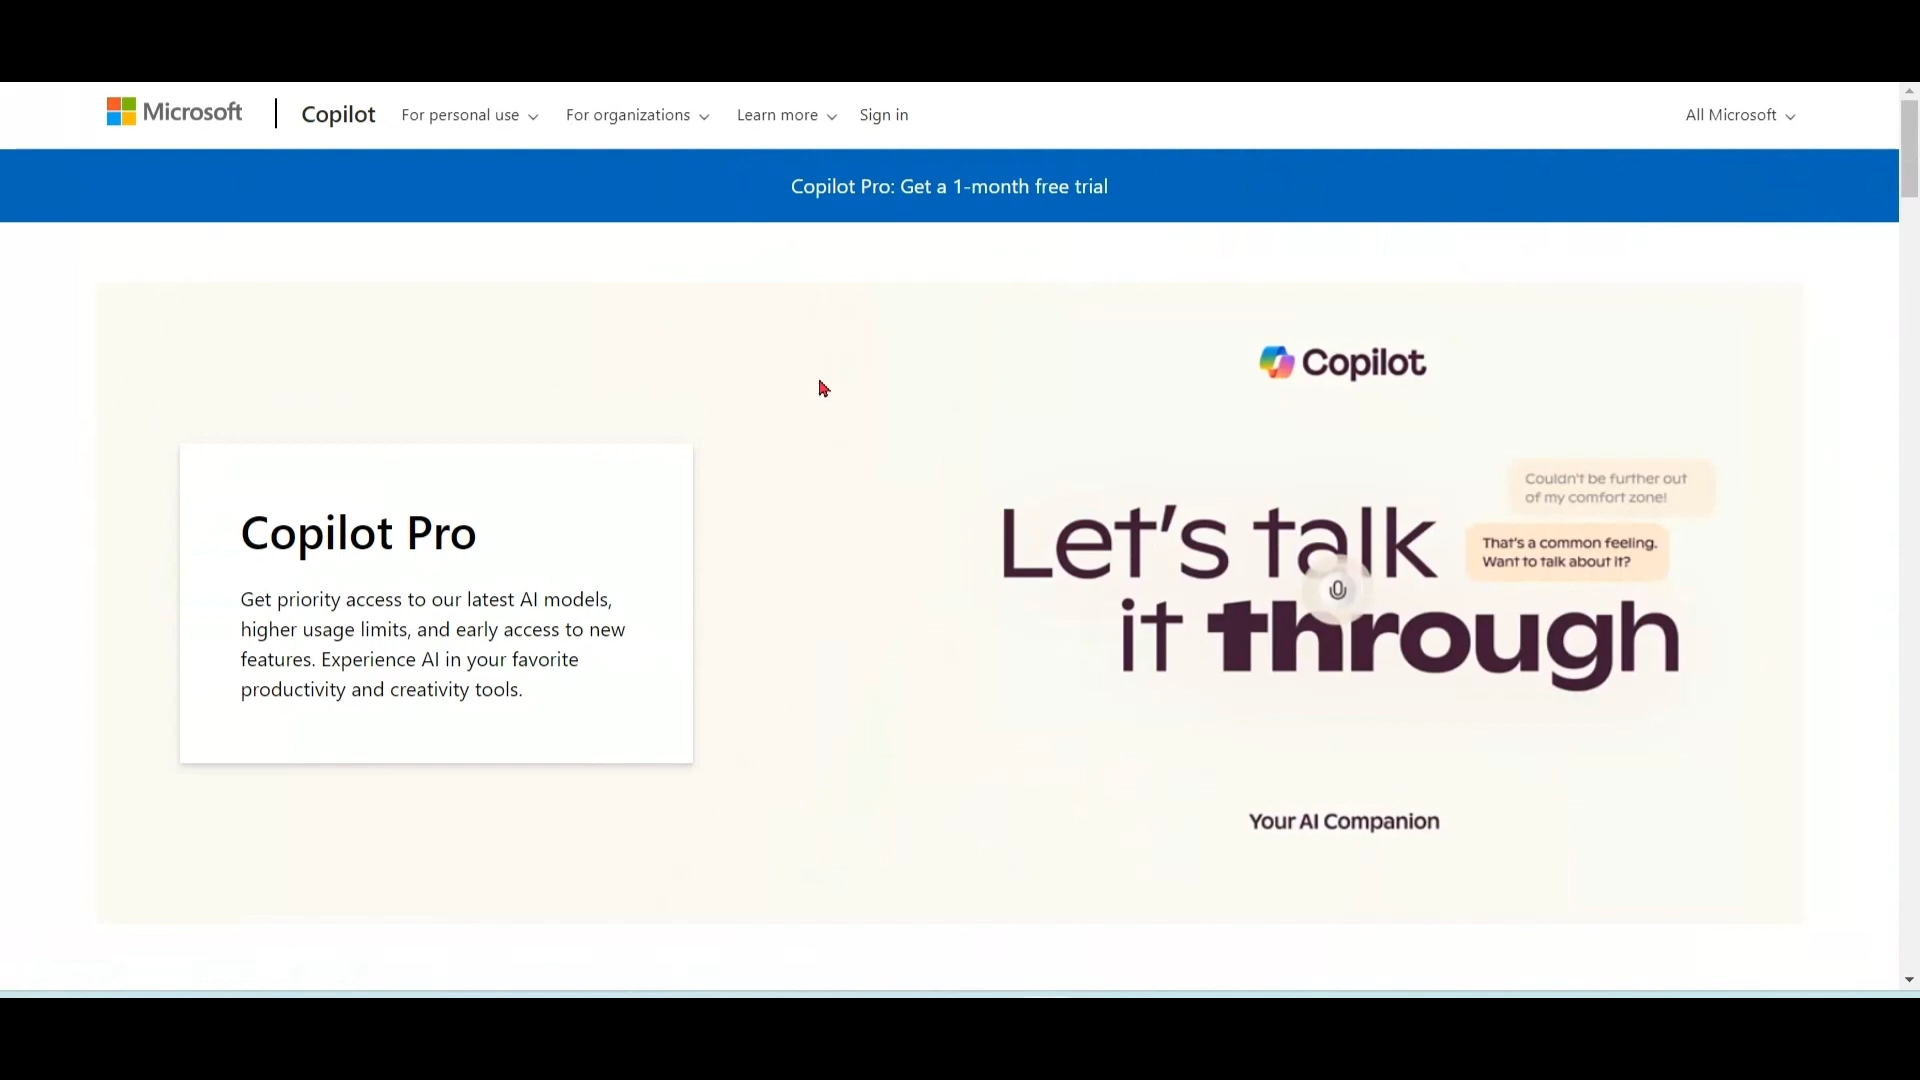 Microsoft
Copilot
For personal use
For organizations
Learn more
Sign in
All Microsoft
Copilot Pro: Get a 1-month free trial
Copilot Pro
Get priority access to our latest AI models,
higher usage limits, and early access to new
features. Experience AI in your favorite
productivity and creativity tools.
Copilot
Couldn't be further out
of my comfort zone!
That's a common feeling.
Want to talk about it?
Let's talk
it through
Your AI Companion